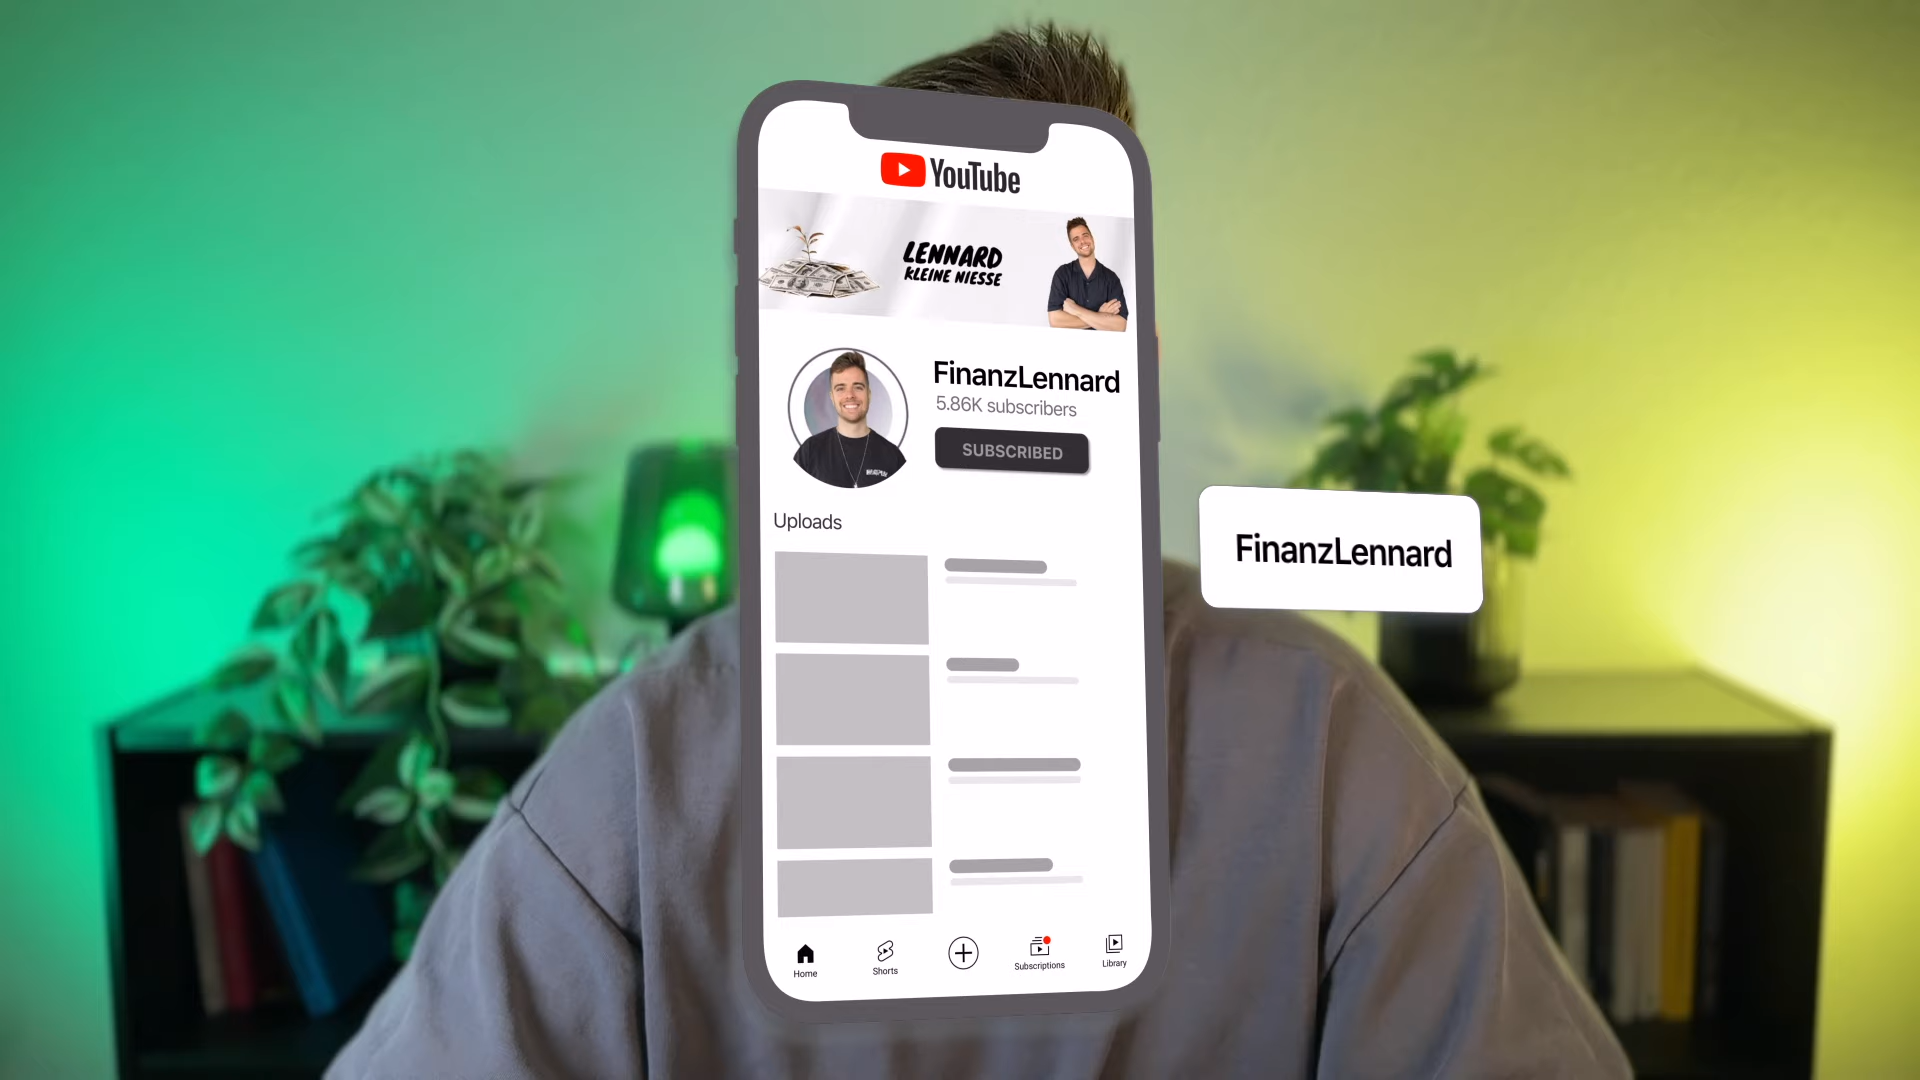 YouTube
LENNARD
KLEINE NIESSE
FinanzLennard
5.86K subscribers
SUBSCRIBED
Uploads
FinanzLennard
Home
Shorts
Subscriptions
Library